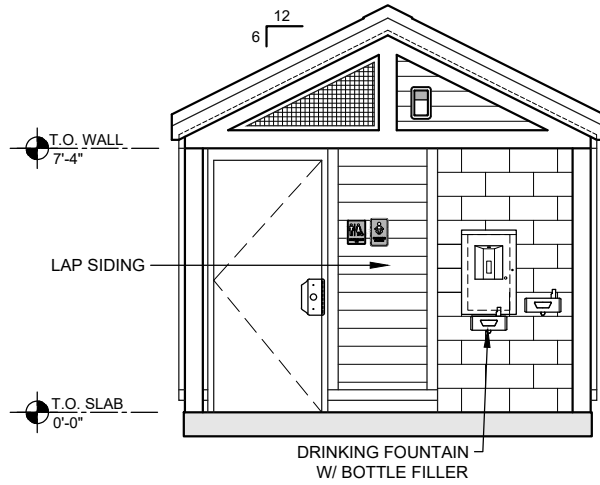 12
6
T.O. WALL
7'-4"
LAP SIDING
T.O. SLAB
0'-0"
DRINKING FOUNTAIN
W/ BOTTLE FILLER